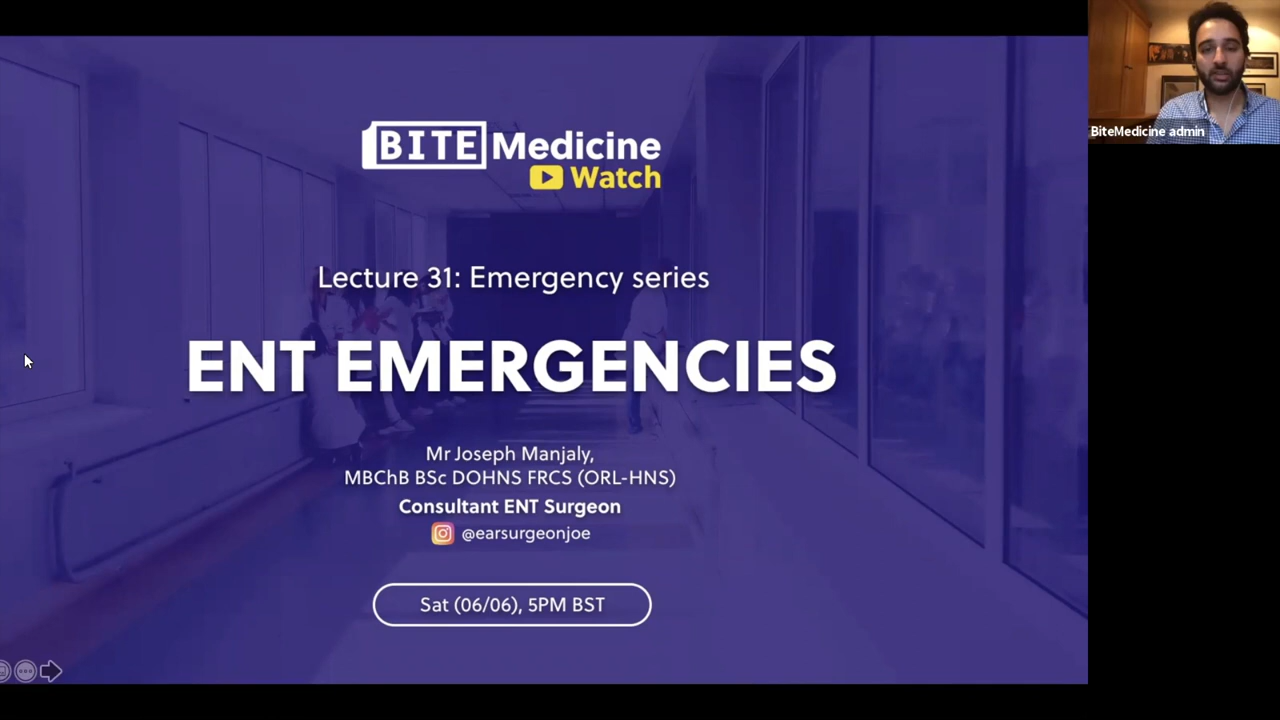 BITE Medicine
Watch
Lecture 31: Emergency series
ENT EMERGENCIES
Mr Joseph Manjaly,
MBChB BSc DOHNS FRCS (ORL-HNS)
Consultant ENT Surgeon
@earsurgeonjoe
Sat (06/06), 5PM BST
BiteMedicine admin